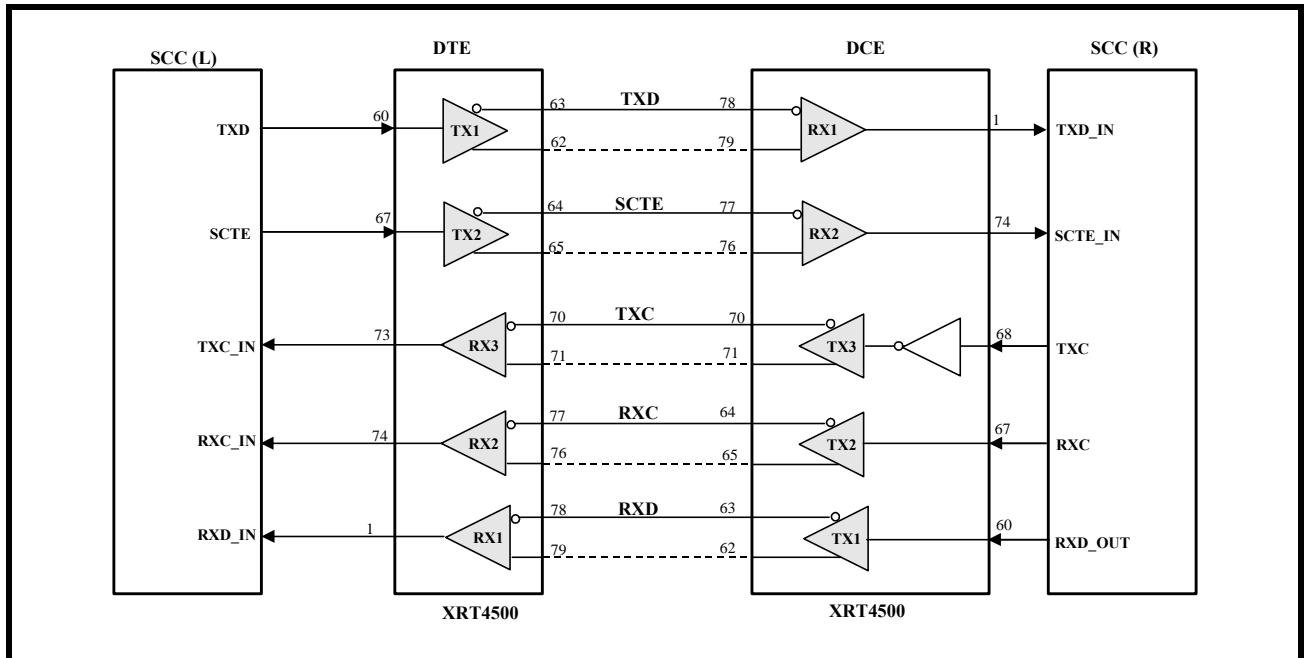 SCC (L) DTE DCE SCC (R)
TXD 60 TX1 63 TXD 78 RX1 1 TXD_IN
62 79
SCTE 67 TX2 64 SCTE 77 RX2 74 SCTE_IN
65 76
TXC_IN 73 RX3 70 TXC 70 TX3 68 TXC
71 71
RXC_IN 74 RX2 77 RXC 64 TX2 67 RXC
76 65
RXD_IN 1 RX1 78 RXD 63 TX1 60 RXD_OUT
79 62
XRT4500 XRT4500